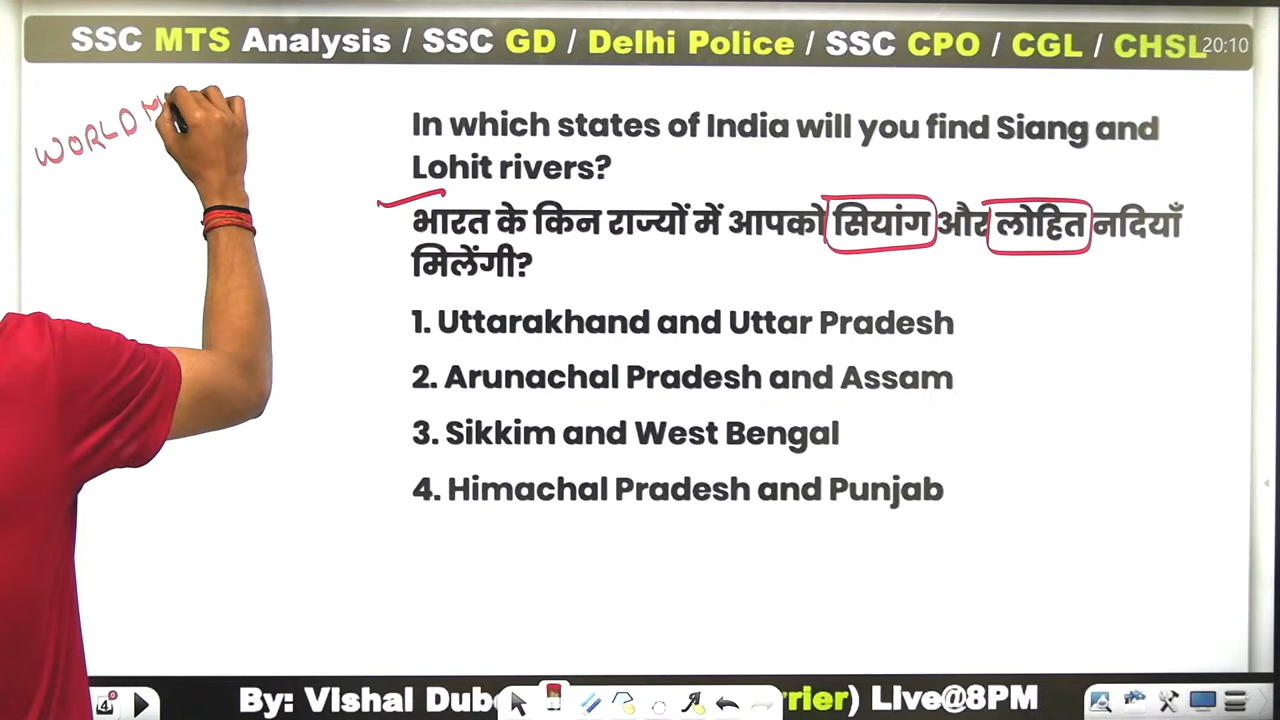 SSC MTS Analysis / SSC GD / Delhi Police / SSC CPO / CGL / CHSL
20:10
WORLD M
In which states of India will you find Siang and
Lohit rivers?
भारत के किन राज्यों में आपको सियांग और लोहित नदियाँ
मिलेंगी?
1. Uttarakhand and Uttar Pradesh
2. Arunachal Pradesh and Assam
3. Sikkim and West Bengal
4. Himachal Pradesh and Punjab
By: VIshal Dub rrier) Live@8PM